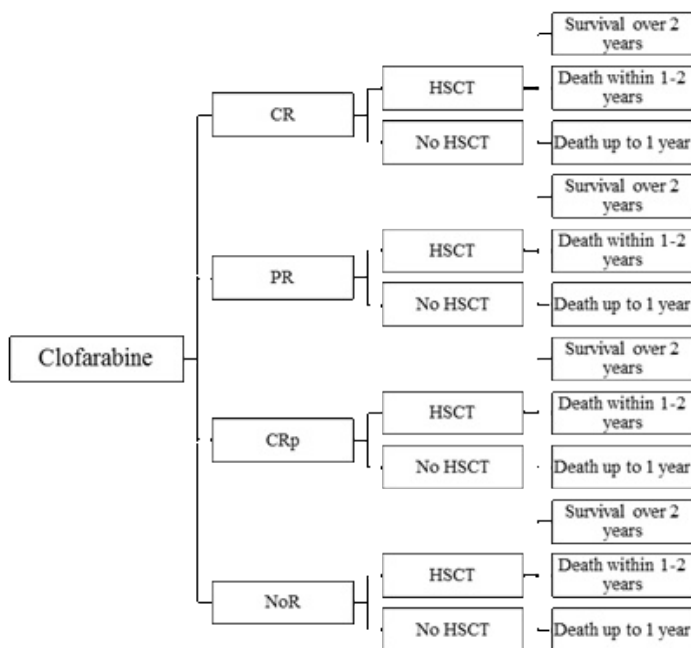 Survival over 2
years
CR
HSCT
Death within 1-2
years
No HSCT
Death up to 1 year
Survival over 2
years
PR
HSCT
Death within 1-2
years
No HSCT
Death up to 1 year
Clofarabine
Survival over 2
years
CRp
HSCT
Death within 1-2
years
No HSCT
Death up to 1 year
Survival over 2
years
NoR
HSCT
Death within 1-2
years
No HSCT
Death up to 1 year